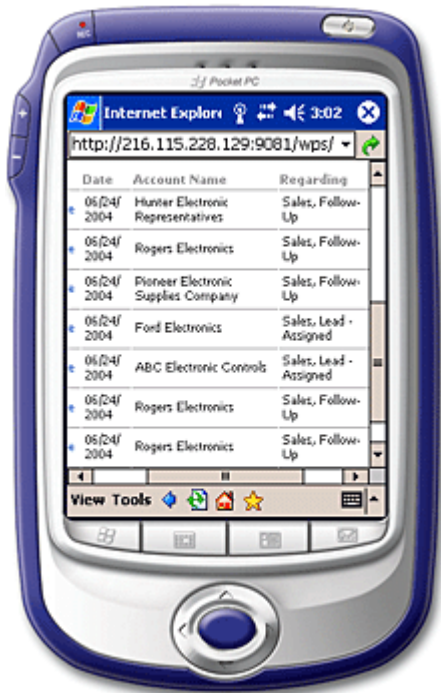 REC
Pocket PC
Internet Explor 3:02
http://216.115.228.129:9081/wps/
Date Account Name Regarding
06/24/ Hunter Electronic Sales, Follow-
2004 Representatives Up
06/24/ Rogers Electronics Sales, Follow-
2004 Up
06/24/ Pioneer Electronic Sales, Follow-
2004 Supplies Company Up
06/24/ Ford Electronics Sales, Lead -
2004 Assigned
06/24/ ABC Electronic Controls Sales, Lead -
2004 Assigned
06/24/ Rogers Electronics Sales, Follow-
2004 Up
06/24/ Rogers Electronics Sales, Follow-
2004 Up
View Tools